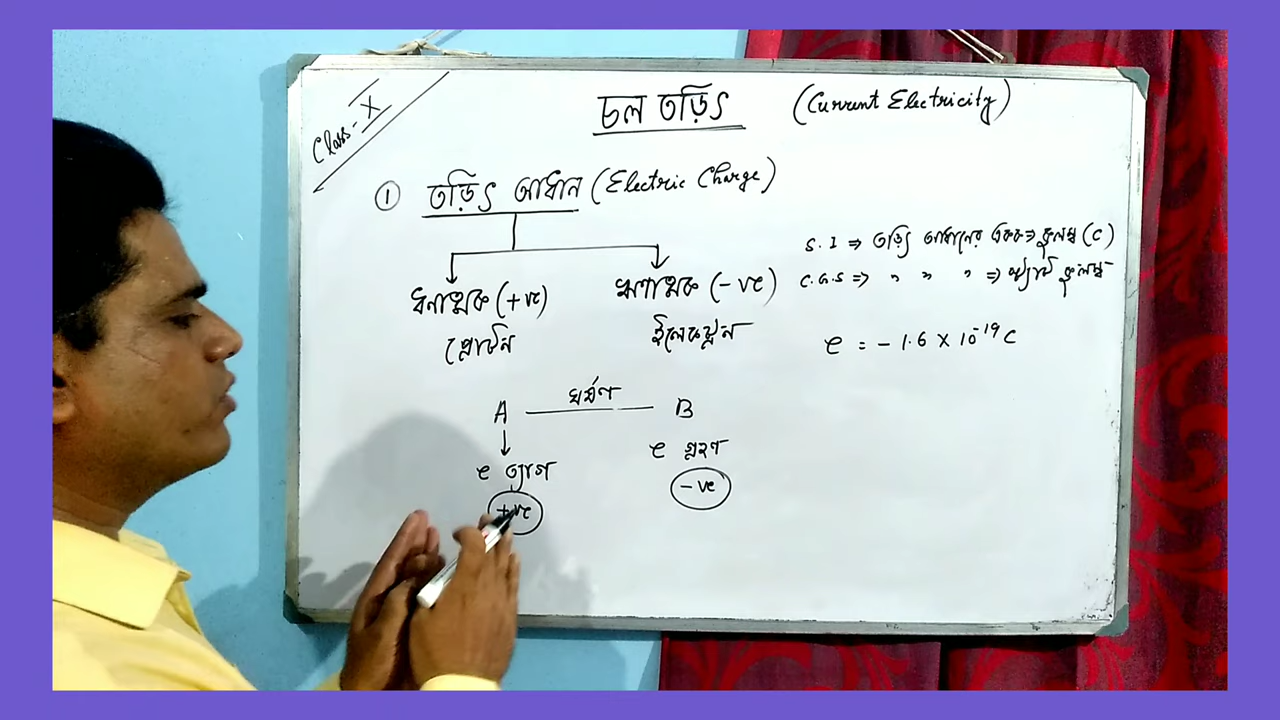 Class - X
চল তড়িৎ (Current Electricity)
① তড়িৎ আধান (Electric Charge)
ধনাত্মক (+ve) ঋণাত্মক (-ve)
প্রোটন ইলেকট্রন
S.I ⇒ তড়িৎ আধানের একক ⇒ কুলম্ব (C)
C.G.S ⇒ " " " ⇒ স্ট্যাট কুলম্ব
e = - 1.6 × 10⁻¹⁹ C
A ঘর্ষণ B
e ত্যাগ e গ্রহণ
+ve -ve